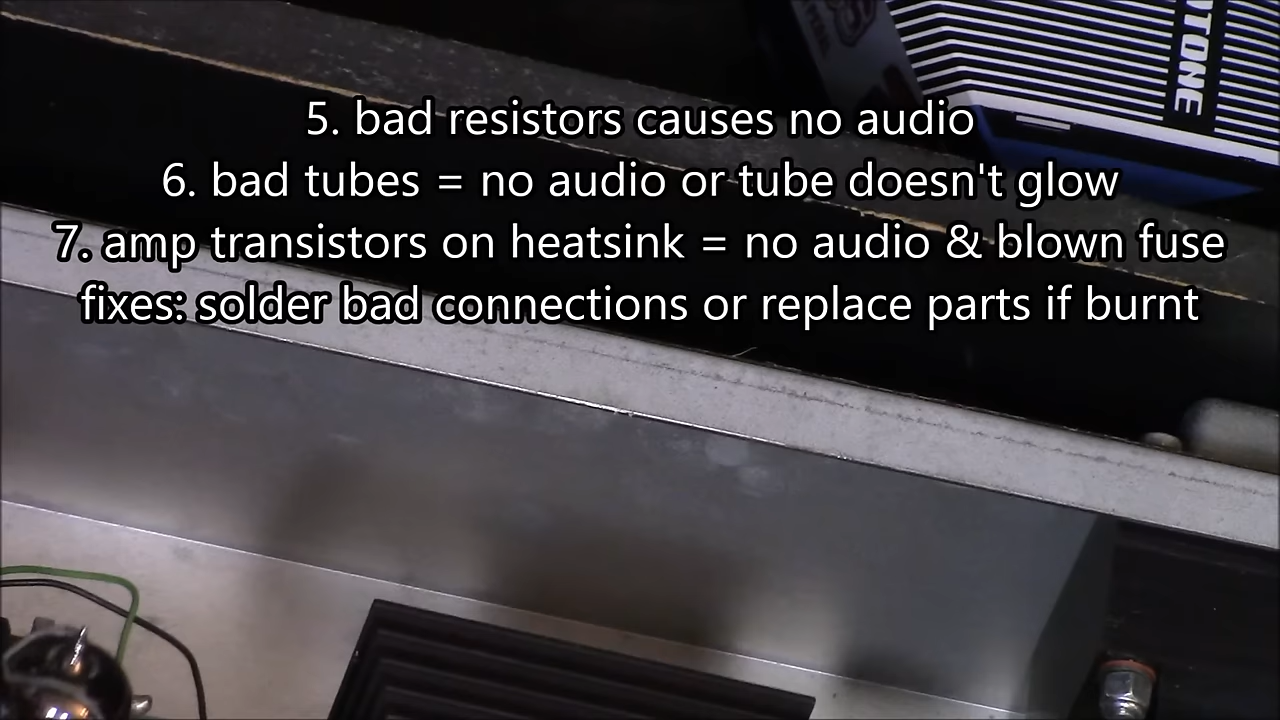 OTONE
5. bad resistors causes no audio
6. bad tubes = no audio or tube doesn't glow
7. amp transistors on heatsink = no audio & blown fuse
fixes: solder bad connections or replace parts if burnt